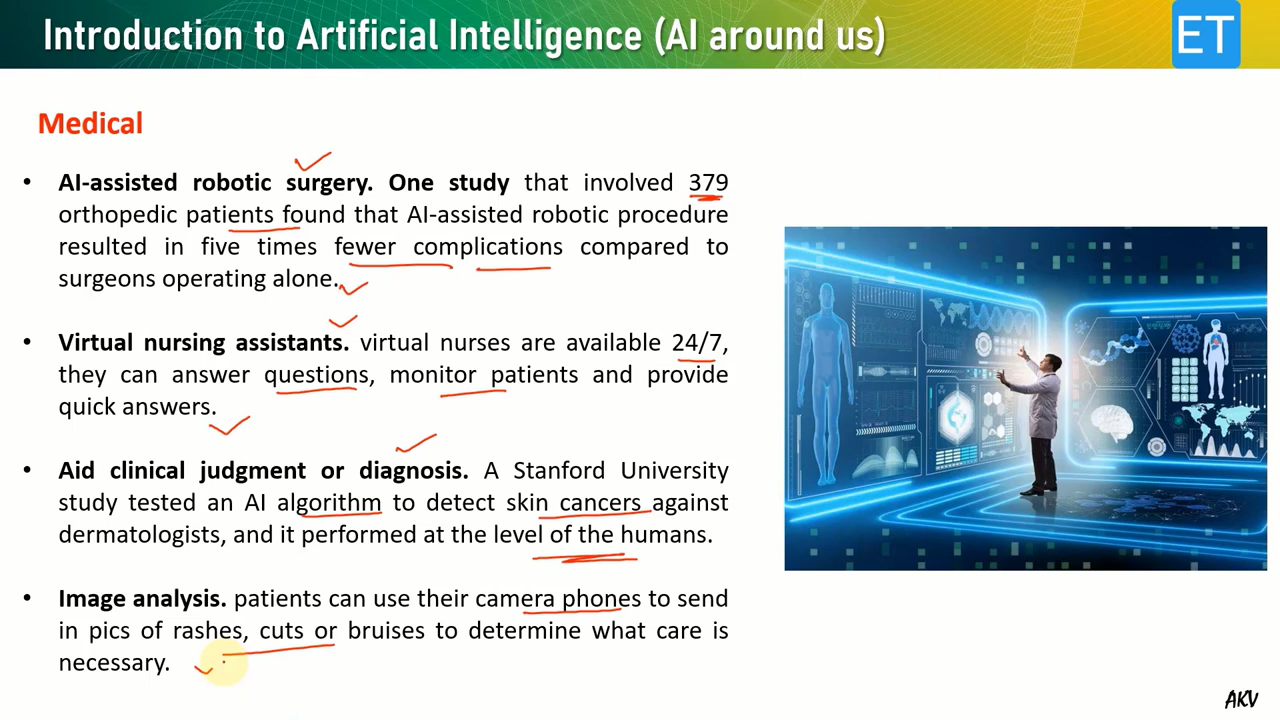 Introduction to Artificial Intelligence (AI around us)
ET
Medical
• AI-assisted robotic surgery. One study that involved 379
orthopedic patients found that AI-assisted robotic procedure
resulted in five times fewer complications compared to
surgeons operating alone.
• Virtual nursing assistants. virtual nurses are available 24/7,
they can answer questions, monitor patients and provide
quick answers.
• Aid clinical judgment or diagnosis. A Stanford University
study tested an AI algorithm to detect skin cancers against
dermatologists, and it performed at the level of the humans.
• Image analysis. patients can use their camera phones to send
in pics of rashes, cuts or bruises to determine what care is
necessary.
AKV